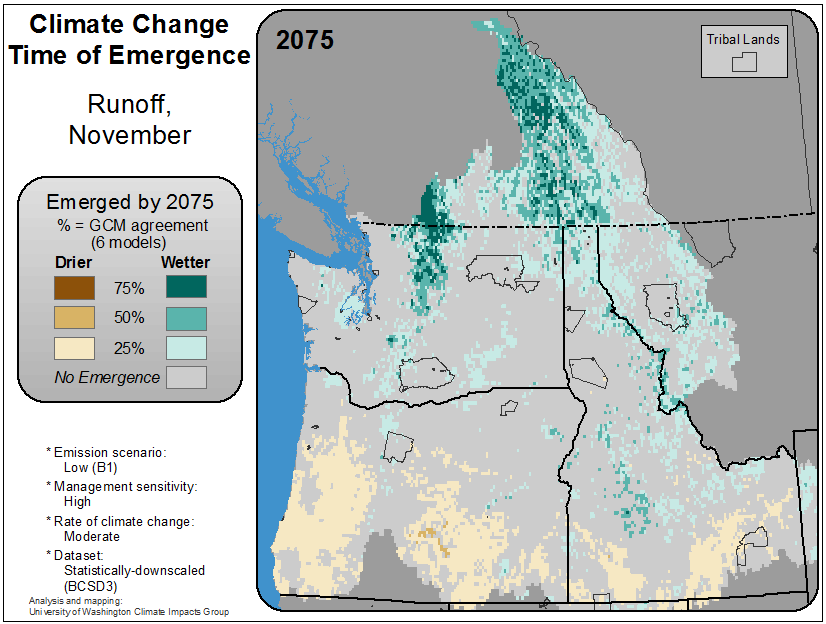 Climate Change
Time of Emergence
Runoff,
November
Emerged by 2075
% = GCM agreement
(6 models)
Drier Wetter
75%
50%
25%
No Emergence
* Emission scenario:
Low (B1)
* Management sensitivity:
High
* Rate of climate change:
Moderate
* Dataset:
Statistically-downscaled
(BCSD3)
Analysis and mapping:
University of Washington Climate Impacts Group
2075
Tribal Lands